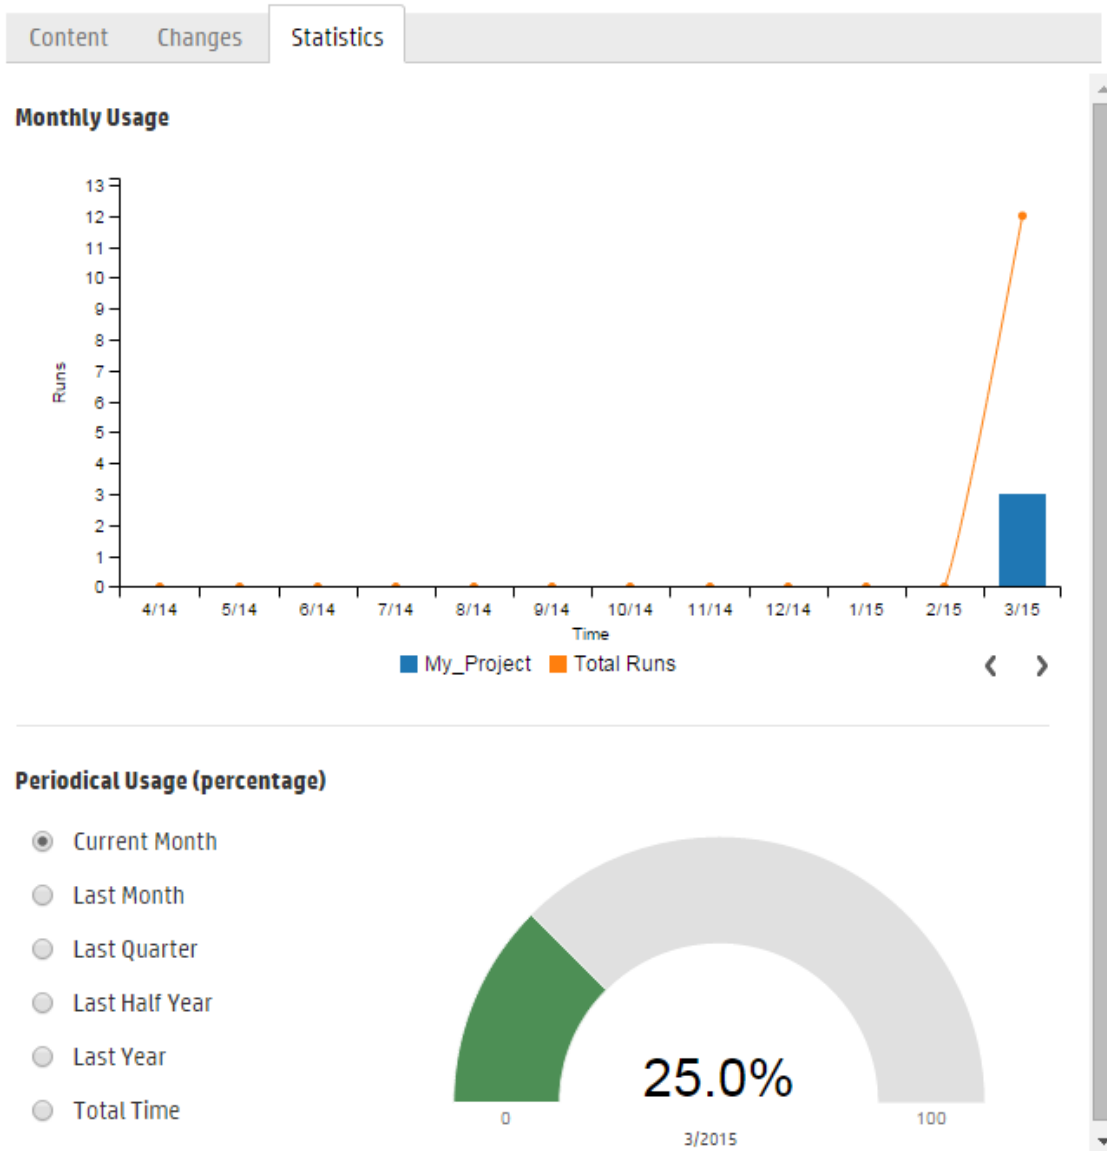 Content Changes Statistics
Monthly Usage
13
12
11
10
9
8
7
6
5
4
3
2
1
0
Runs
4/14 5/14 6/14 7/14 8/14 9/14 10/14 11/14 12/14 1/15 2/15 3/15
Time
My_Project Total Runs
Periodical Usage (percentage)
Current Month
Last Month
Last Quarter
Last Half Year
Last Year
Total Time
25.0%
0 100
3/2015